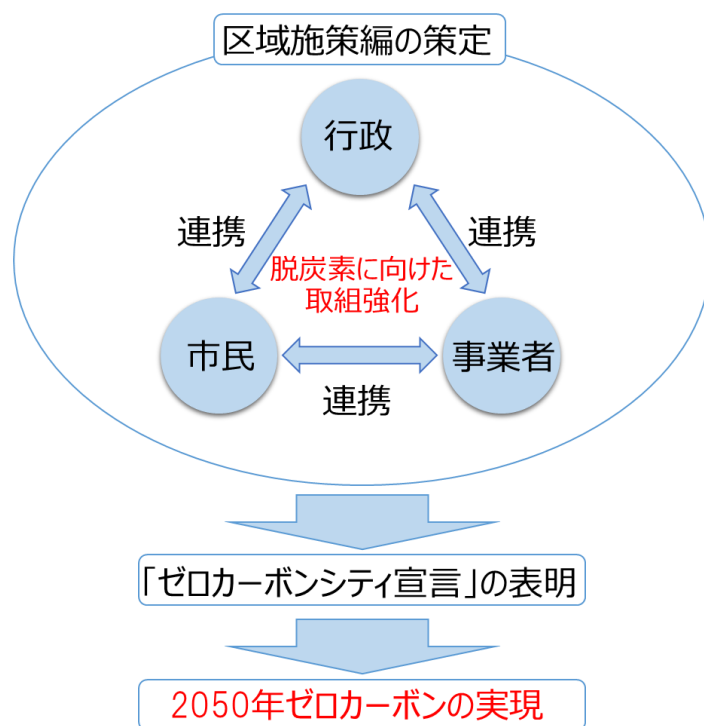 区域施策編の策定
行政
連携
連携
脱炭素に向けた
取組強化
市民
事業者
連携
「ゼロカーボンシティ宣言」の表明
2050年ゼロカーボンの実現